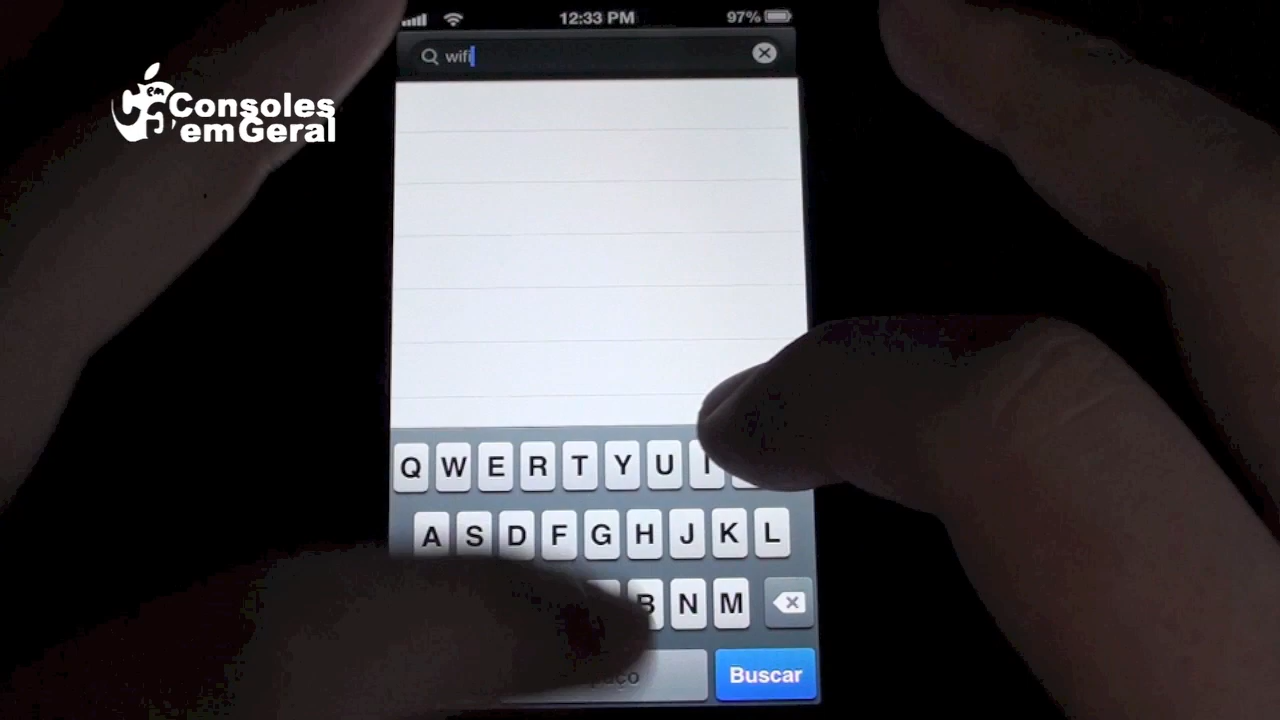 12:33 PM
97%
wifi
Consoles
emGeral
Q W E R T Y U I
A S D F G H J K L
B N M
Buscar